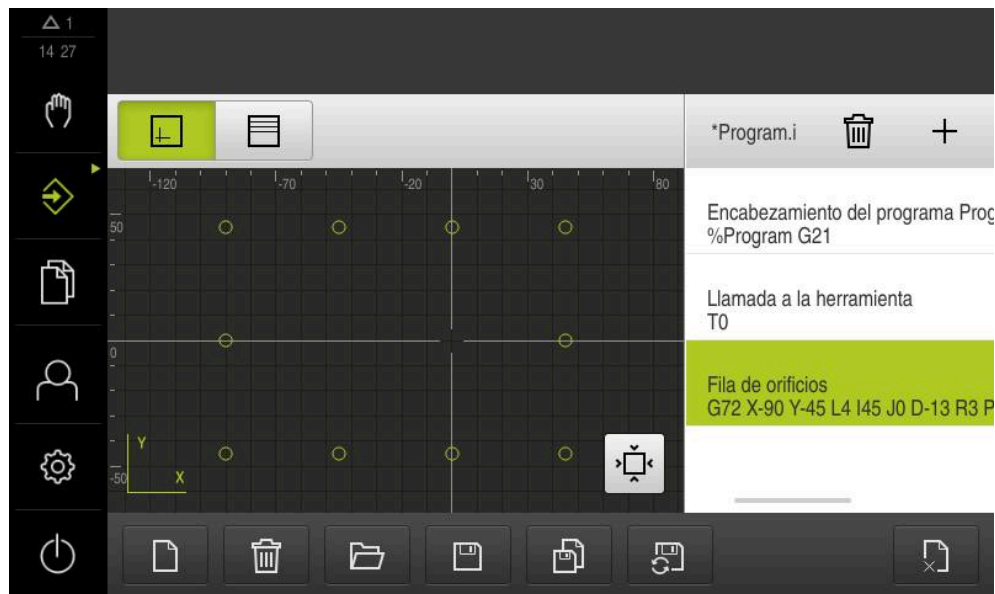 1
14 27
*Program.i
-120 -70 -20 30 80
50
Encabezamiento del programa Prog
%Program G21
Llamada a la herramienta
T0
0
Fila de orificios
G72 X-90 Y-45 L4 I45 J0 D-13 R3 P
Y
-50 X